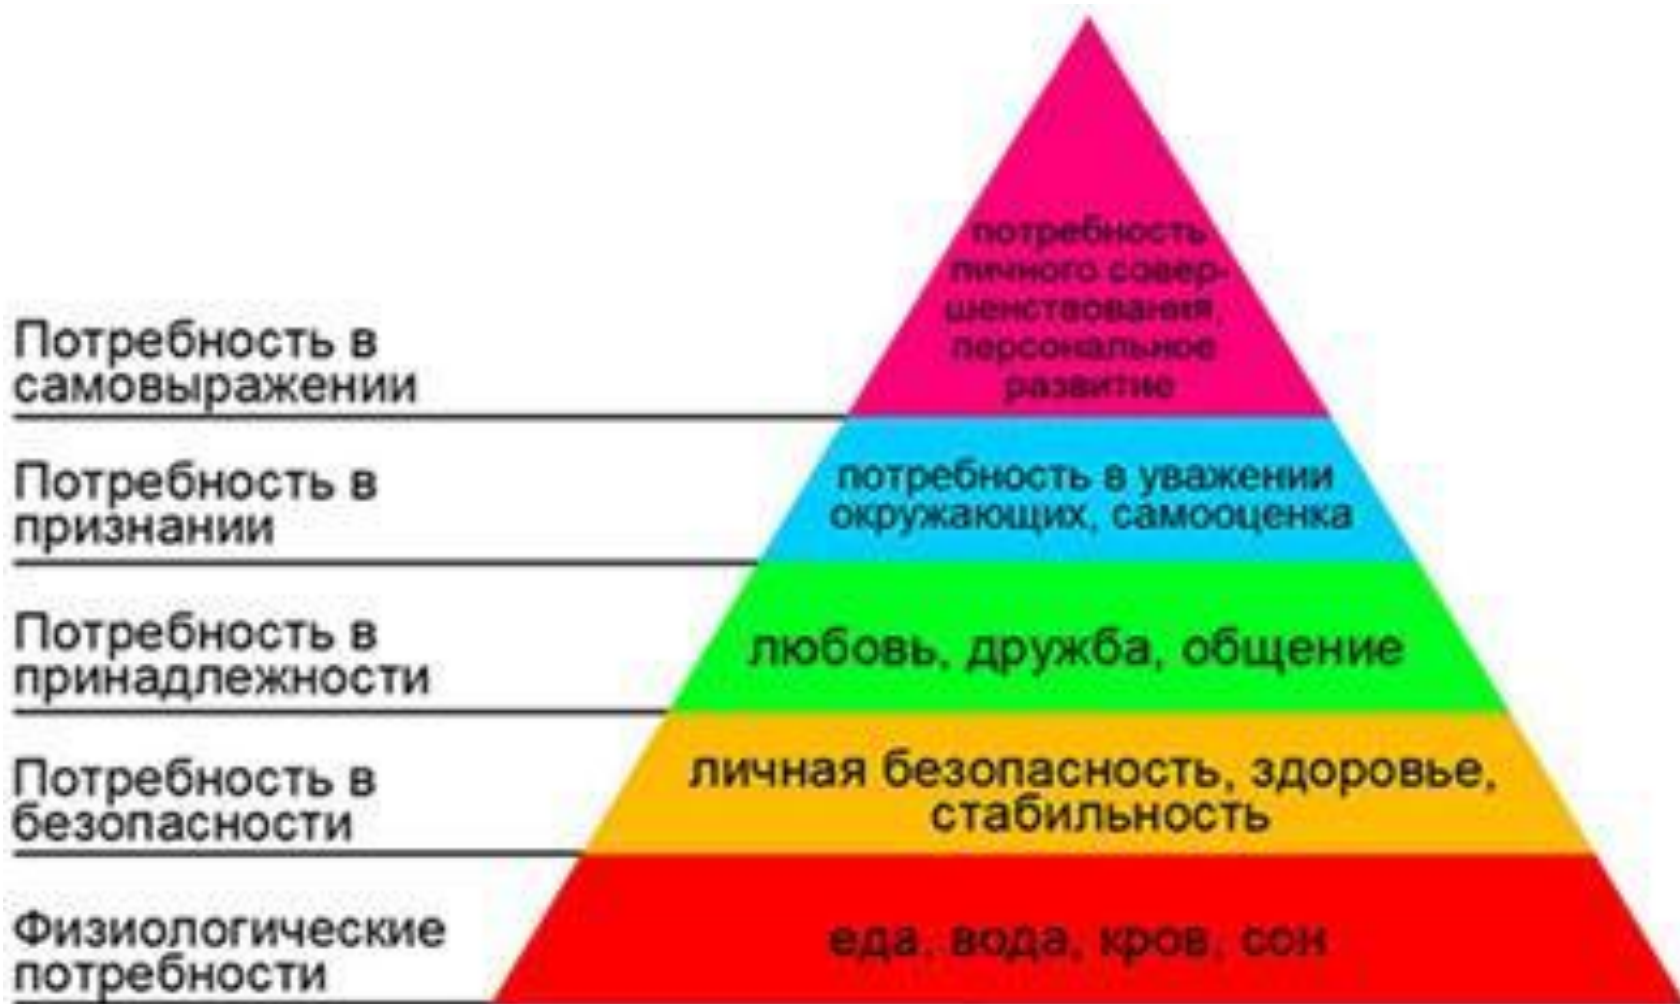 потребность
личного совер-
шенствования,
персональное
развитие
Потребность в
самовыражении
потребность в уважении
окружающих, самооценка
Потребность в
признании
любовь, дружба, общение
Потребность в
принадлежности
личная безопасность, здоровье,
стабильность
Потребность в
безопасности
еда, вода, кров, сон
Физиологические
потребности